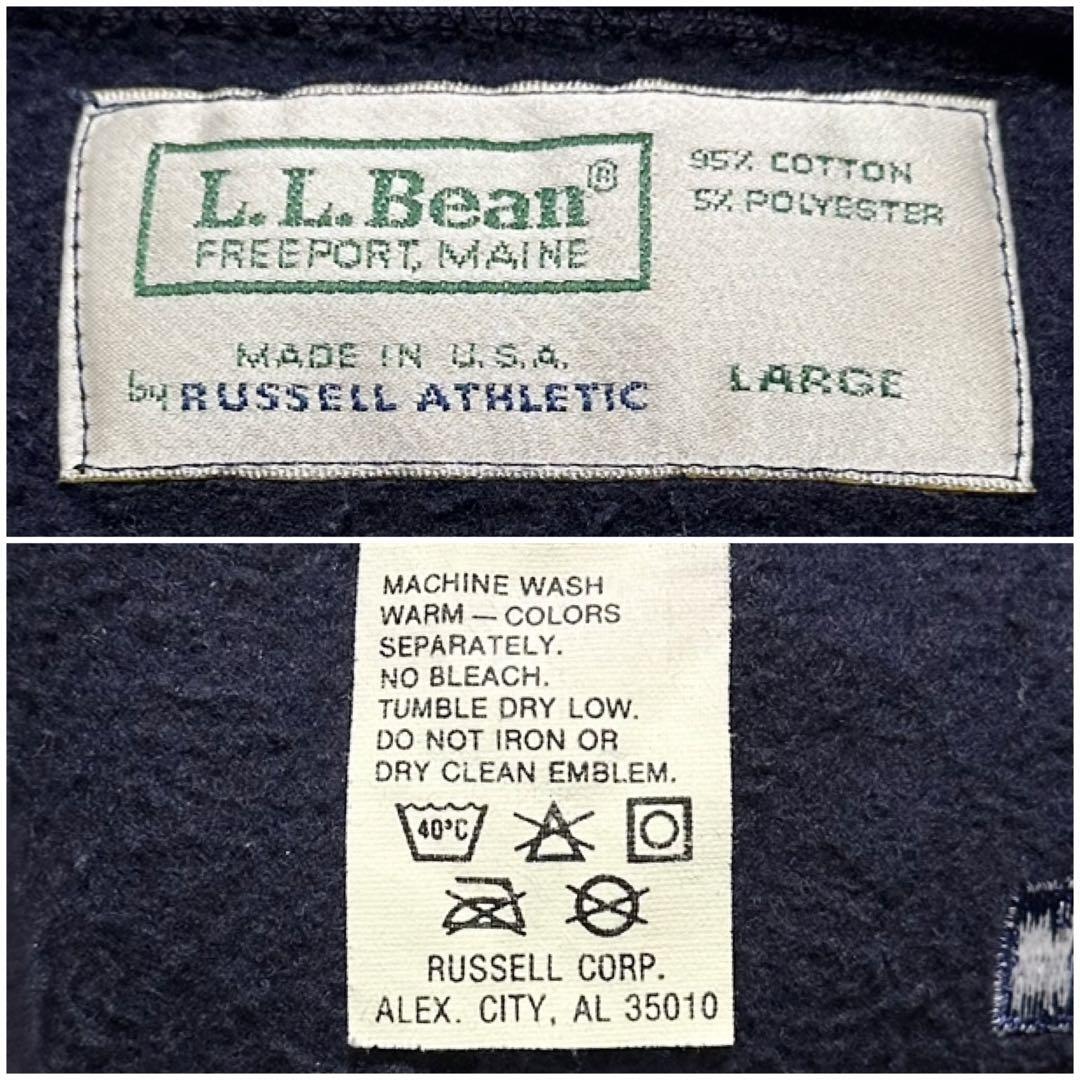 L.L.Bean®
FREEPORT, MAINE
95% COTTON
5% POLYESTER
MADE IN U.S.A.
by RUSSELL ATHLETIC
LARGE
MACHINE WASH
WARM — COLORS
SEPARATELY.
NO BLEACH.
TUMBLE DRY LOW.
DO NOT IRON OR
DRY CLEAN EMBLEM.
40°C
RUSSELL CORP.
ALEX. CITY, AL 35010